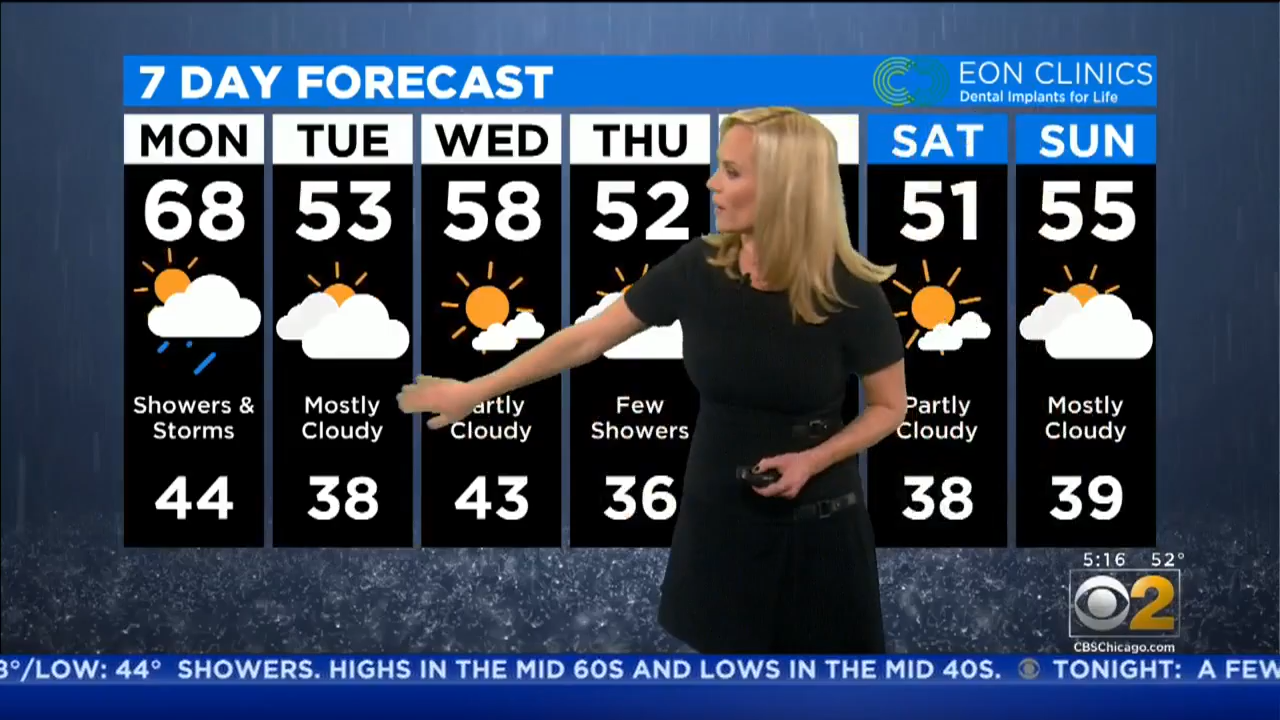 7 DAY FORECAST
EON CLINICS
Dental Implants for Life
MON TUE WED THU SAT SUN
68 53 58 52 51 55
Showers & Storms
Mostly Cloudy
artly Cloudy
Few Showers
Partly Cloudy
Mostly Cloudy
44 38 43 36 38 39
5:16 52°
2
CBSChicago.com
8°/LOW: 44° SHOWERS. HIGHS IN THE MID 60S AND LOWS IN THE MID 40S. TONIGHT: A FEW